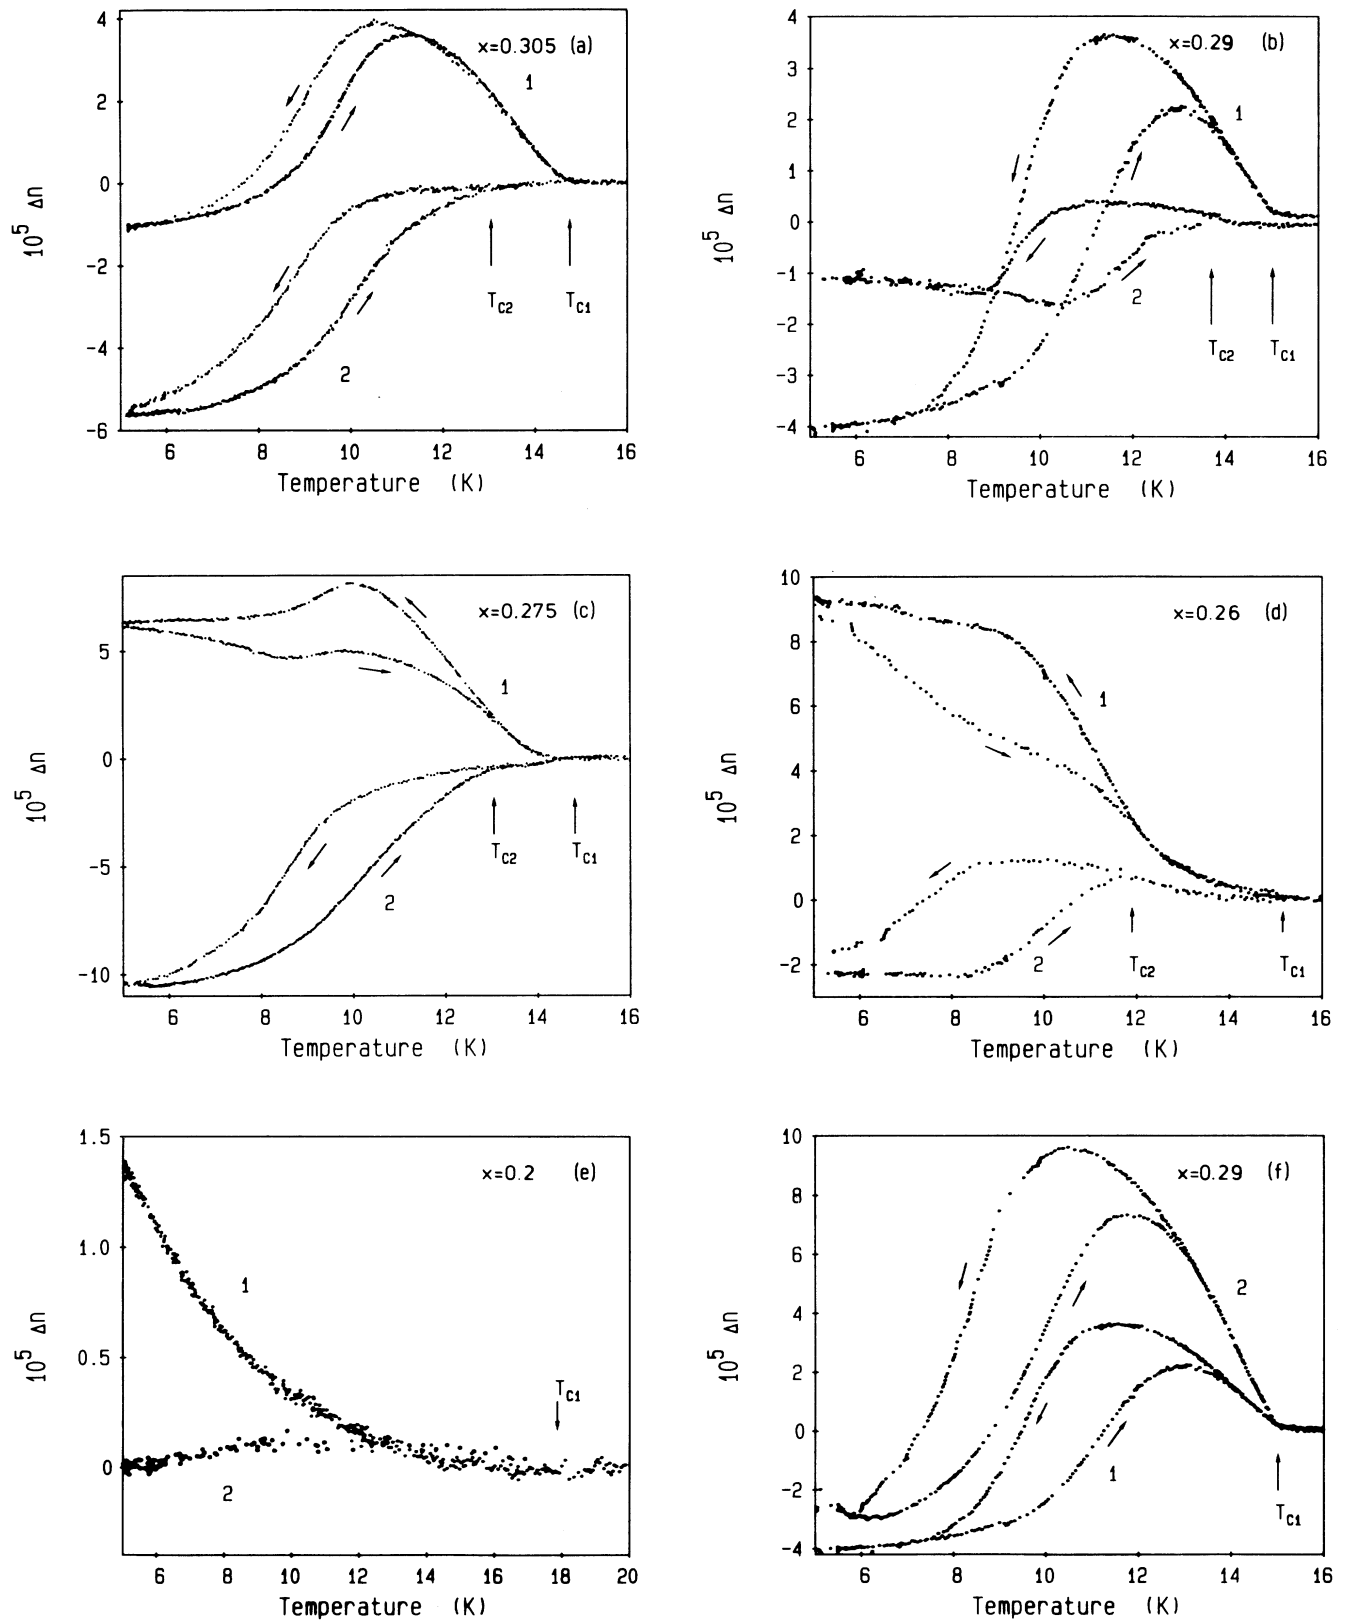 x=0.305 (a)
4
2
0
-2
-4
-6
10⁵ Δn
1
2
T_C2
T_C1
6 8 10 12 14 16
Temperature (K)
x=0.29 (b)
4
3
2
1
0
-1
-2
-3
-4
10⁵ Δn
1
2
T_C2
T_C1
6 8 10 12 14 16
Temperature (K)
x=0.275 (c)
5
0
-5
-10
10⁵ Δn
1
2
T_C2
T_C1
6 8 10 12 14 16
Temperature (K)
x=0.26 (d)
10
8
6
4
2
0
-2
10⁵ Δn
1
2
T_C2
T_C1
6 8 10 12 14 16
Temperature (K)
x=0.2 (e)
1.5
1.0
0.5
0
10⁵ Δn
1
2
T_C1
6 8 10 12 14 16 18 20
Temperature (K)
x=0.29 (f)
10
8
6
4
2
0
-2
-4
10⁵ Δn
2
1
T_C1
6 8 10 12 14 16
Temperature (K)